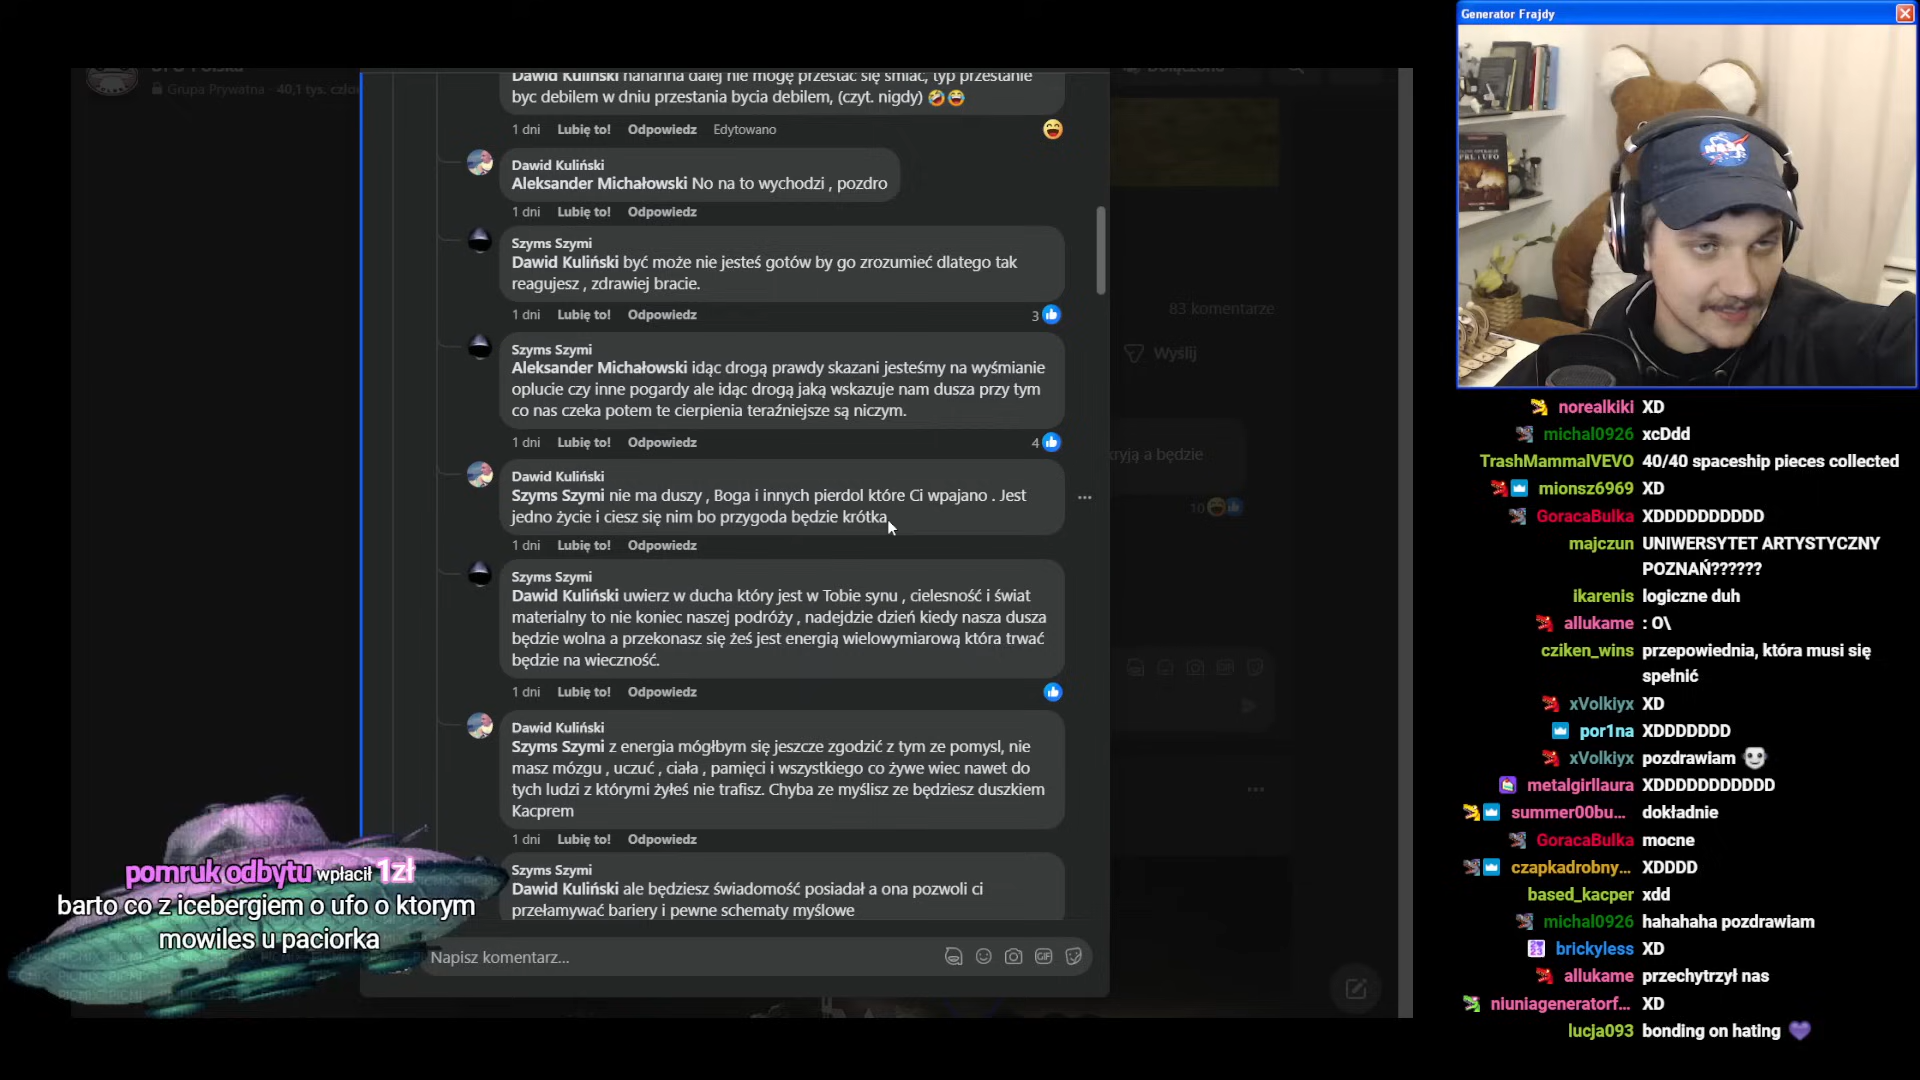 Grupa Prywatna · 40,1 tys.
Dawid Kuliński hahahha dalej nie mogę przestać się śmiać, typ przestanie
byc debilem w dniu przestania bycia debilem, (czyt. nigdy) 🤣😂
1 dni Lubię to! Odpowiedz Edytowano
Dawid Kuliński
Aleksander Michałowski No na to wychodzi , pozdro
1 dni Lubię to! Odpowiedz
Szyms Szymi
Dawid Kuliński być może nie jesteś gotów by go zrozumieć dlatego tak
reagujesz , zdrawiej bracie.
1 dni Lubię to! Odpowiedz 3
Szyms Szymi
Aleksander Michałowski idąc drogą prawdy skazani jesteśmy na wyśmianie
oplucie czy inne pogardy ale idąc drogą jaką wskazuje nam dusza przy tym
co nas czeka potem te cierpienia teraźniejsze są niczym.
1 dni Lubię to! Odpowiedz 4
Dawid Kuliński
Szyms Szymi nie ma duszy , Boga i innych pierdol które Ci wpajano . Jest
jedno życie i ciesz się nim bo przygoda będzie krótka
1 dni Lubię to! Odpowiedz
Szyms Szymi
Dawid Kuliński uwierz w ducha który jest w Tobie synu , cielesność i świat
materialny to nie koniec naszej podróży , nadejdzie dzień kiedy nasza dusza
będzie wolna a przekonasz się żeś jest energią wielowymiarową która trwać
będzie na wieczność.
1 dni Lubię to! Odpowiedz
Dawid Kuliński
Szyms Szymi z energia mógłbym się jeszcze zgodzić z tym ze pomysl, nie
masz mózgu , uczuć , ciała , pamięci i wszystkiego co żywe wiec nawet do
tych ludzi z którymi żyłeś nie trafisz. Chyba ze myślisz ze będziesz duszkiem
Kacprem
1 dni Lubię to! Odpowiedz
Szyms Szymi
Dawid Kuliński ale będziesz świadomość posiadał a ona pozwoli ci
przełamywać bariery i pewne schematy myślowe
Napisz komentarz...
GIF
83 komentarze
Wyślij
kryją a będzie
10
pomruk odbytu wpłacił 1zł
barto co z icebergiem o ufo o ktorym
mowiles u paciorka
Generator Frajdy
NASA
norealkiki XD
michal0926 xcDdd
TrashMammalVEVO 40/40 spaceship pieces collected
mionsz6969 XD
GoracaBulka XDDDDDDDDDD
majczun UNIWERSYTET ARTYSTYCZNY
POZNAŃ??????
ikarenis logiczne duh
allukame : O\
cziken_wins przepowiednia, która musi się
spełnić
xVolkiyx XD
por1na XDDDDDDD
xVolkiyx pozdrawiam
metalgirllaura XDDDDDDDDDDD
summer00bu... dokładnie
GoracaBulka mocne
czapkadrobny... XDDDD
based_kacper xdd
michal0926 hahahaha pozdrawiam
brickyless XD
allukame przechytrzył nas
niuniageneratorf... XD
lucja093 bonding on hating 💜